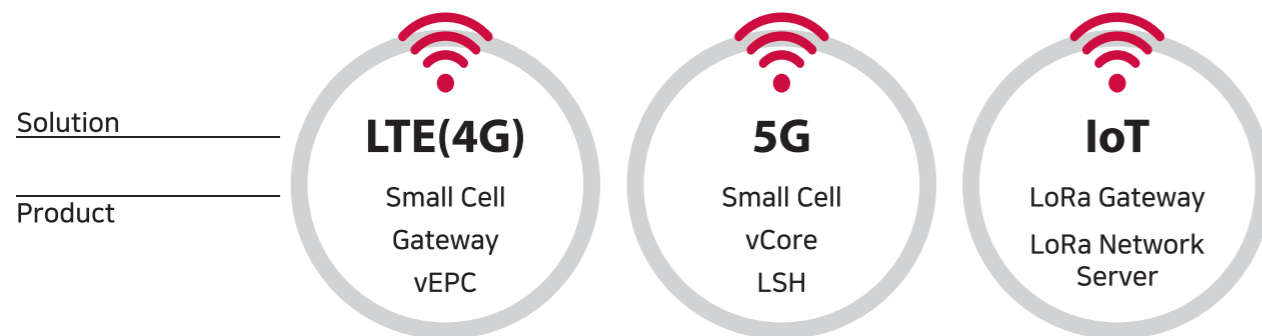 Solution
Product
LTE(4G)
Small Cell
Gateway
vEPC
5G
Small Cell
vCore
LSH
IoT
LoRa Gateway
LoRa Network
Server